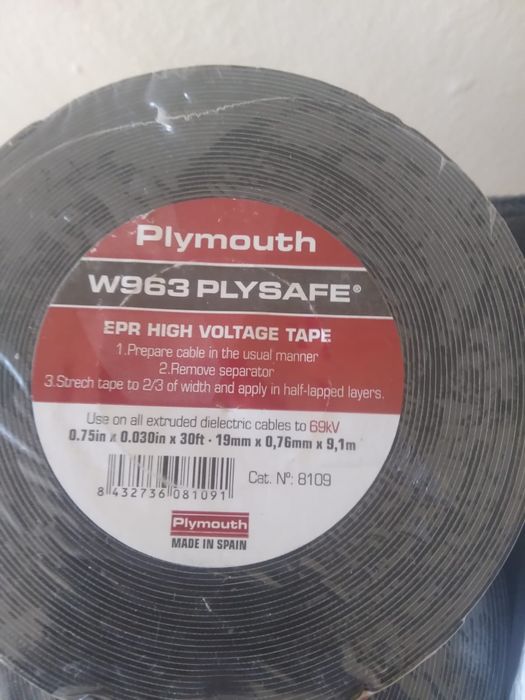 Plymouth
W963 PLYSAFE®
EPR HIGH VOLTAGE TAPE
1.Prepare cable in the usual manner
2.Remove separator
3.Strech tape to 2/3 of width and apply in half-lapped layers.
Use on all extruded dielectric cables to 69kV
0.75in x 0.030in x 30ft · 19mm x 0,76mm x 9,1m
Cat. Nº: 8109
8 432736 081091
Plymouth
MADE IN SPAIN